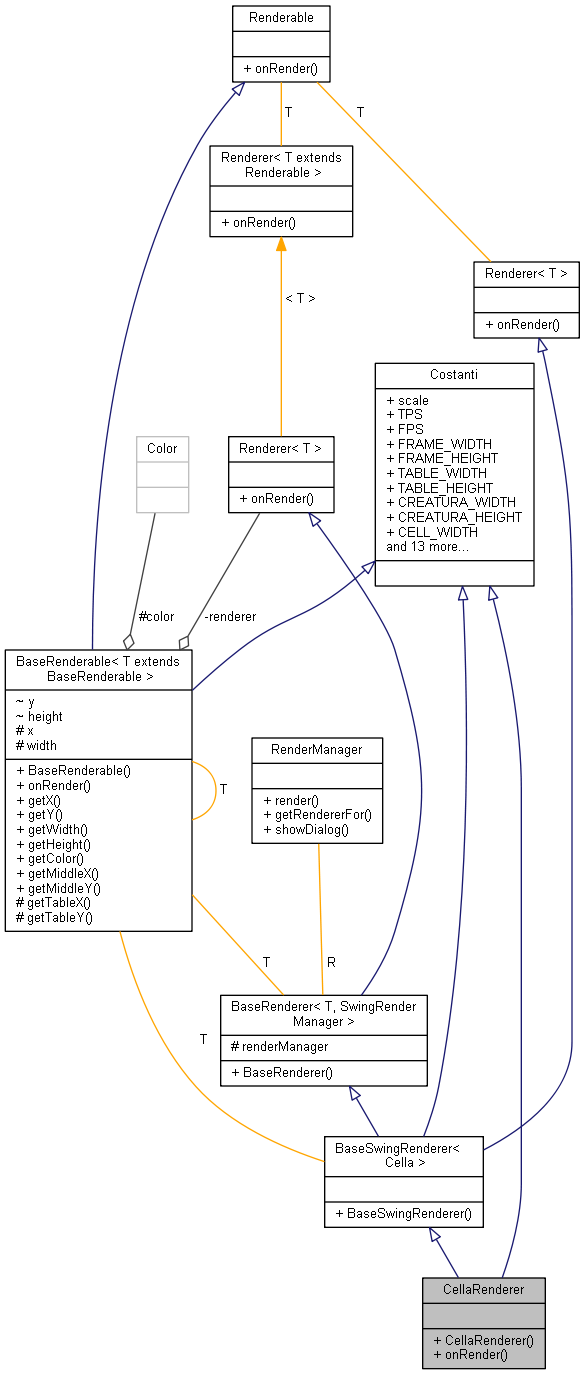 Renderable
+ onRender()
T
T
Renderer< T extends
Renderable >
+ onRender()
Renderer< T >
+ onRender()
< T >
Costanti
+ scale
+ TPS
+ FPS
+ FRAME_WIDTH
+ FRAME_HEIGHT
+ TABLE_WIDTH
+ TABLE_HEIGHT
+ CREATURA_WIDTH
+ CREATURA_HEIGHT
+ CELL_WIDTH
and 13 more...
Color
Renderer< T >
+ onRender()
#color
-renderer
BaseRenderable< T extends
BaseRenderable >
~ y
~ height
# x
# width
+ BaseRenderable()
+ onRender()
+ getX()
+ getY()
+ getWidth()
+ getHeight()
+ getColor()
+ getMiddleX()
+ getMiddleY()
# getTableX()
# getTableY()
T
RenderManager
+ render()
+ getRendererFor()
+ showDialog()
T
R
BaseRenderer< T, SwingRender
Manager >
# renderManager
+ BaseRenderer()
T
BaseSwingRenderer<
Cella >
+ BaseSwingRenderer()
CellaRenderer
+ CellaRenderer()
+ onRender()